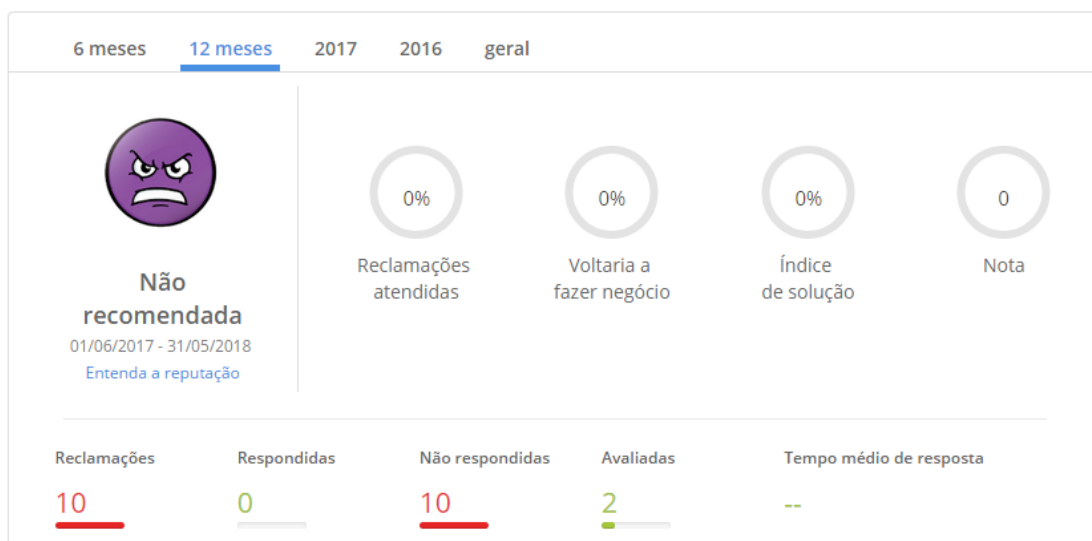 6 meses 12 meses 2017 2016 geral
Não
recomendada
01/06/2017 - 31/05/2018
Entenda a reputação
0% 0% 0% 0
Reclamações Voltaria a Índice Nota
atendidas fazer negócio de solução
Reclamações Respondidas Não respondidas Avaliadas Tempo médio de resposta
10 0 10 2 --